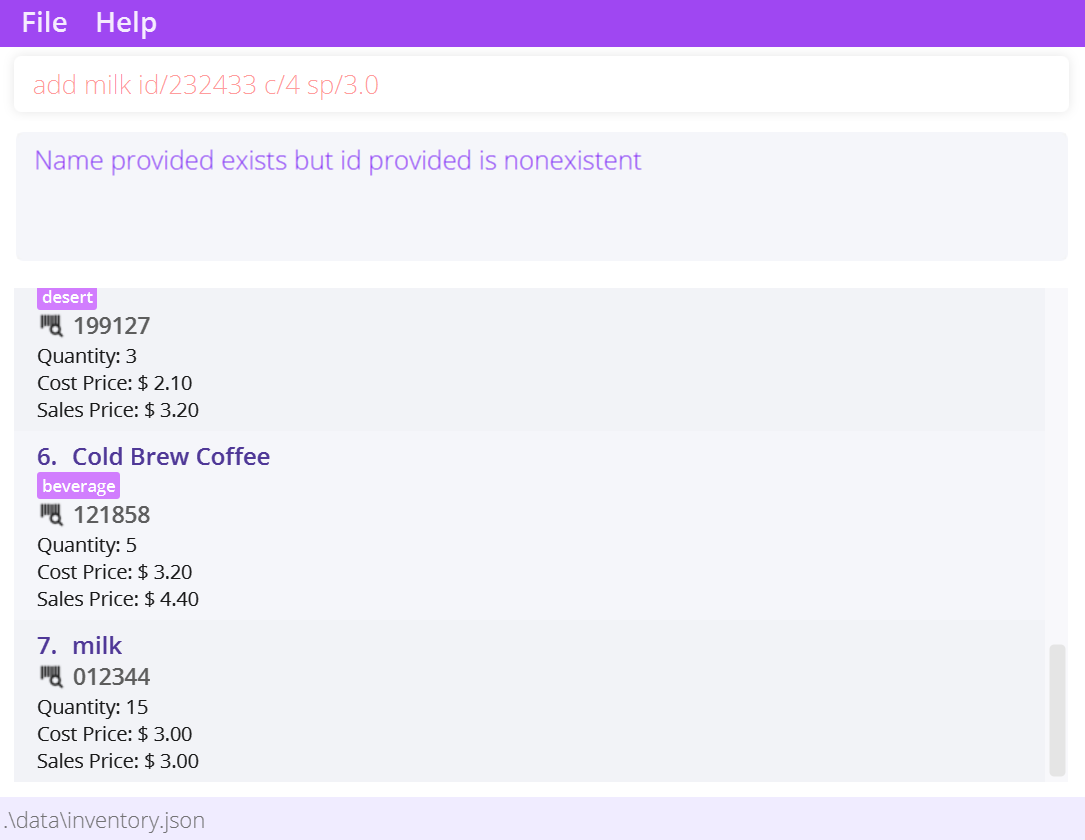 File Help
add milk id/232433 c/4 sp/3.0
Name provided exists but id provided is nonexistent
desert
199127
Quantity: 3
Cost Price: $ 2.10
Sales Price: $ 3.20
6. Cold Brew Coffee
beverage
121858
Quantity: 5
Cost Price: $ 3.20
Sales Price: $ 4.40
7. milk
012344
Quantity: 15
Cost Price: $ 3.00
Sales Price: $ 3.00
.\data\inventory.json